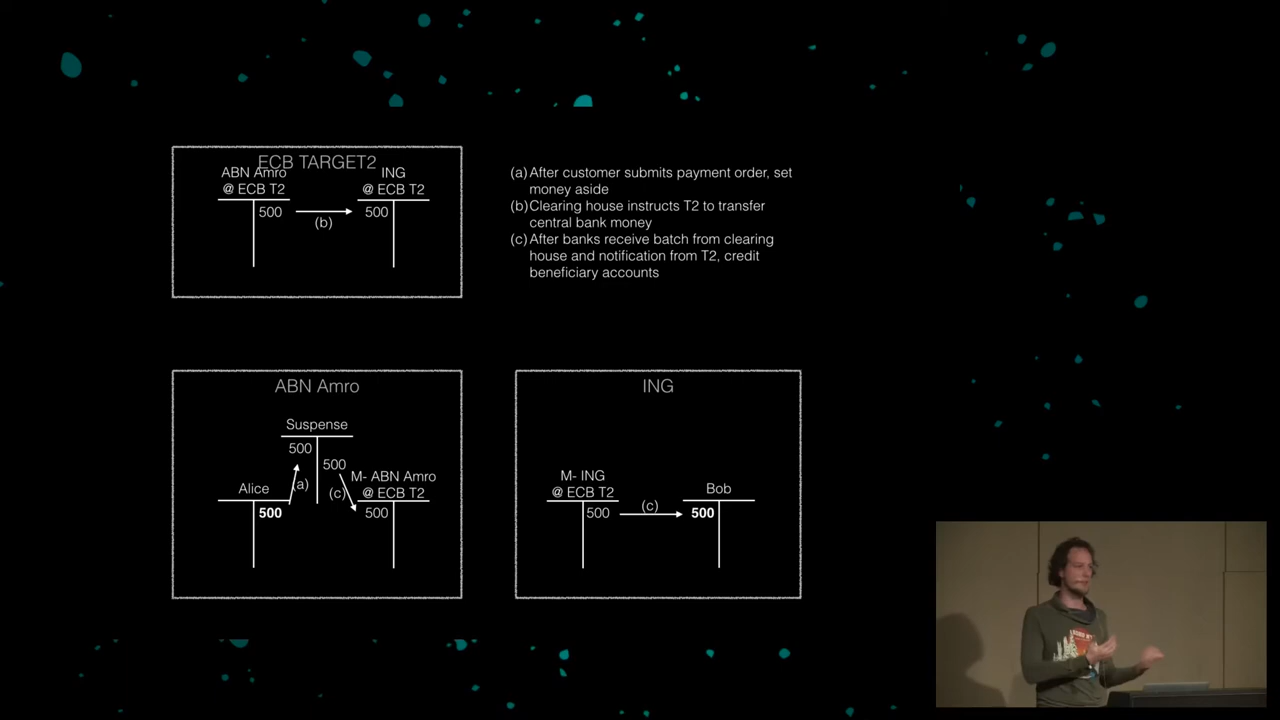 ECB TARGET2
ABN Amro
@ ECB T2
ING
@ ECB T2
500
(b)
500
(a) After customer submits payment order, set
money aside
(b) Clearing house instructs T2 to transfer
central bank money
(c) After banks receive batch from clearing
house and notification from T2, credit
beneficiary accounts
ABN Amro
Suspense
500
500
Alice
(a)
(c)
M- ABN Amro
@ ECB T2
500
500
ING
M- ING
@ ECB T2
Bob
500
(c)
500